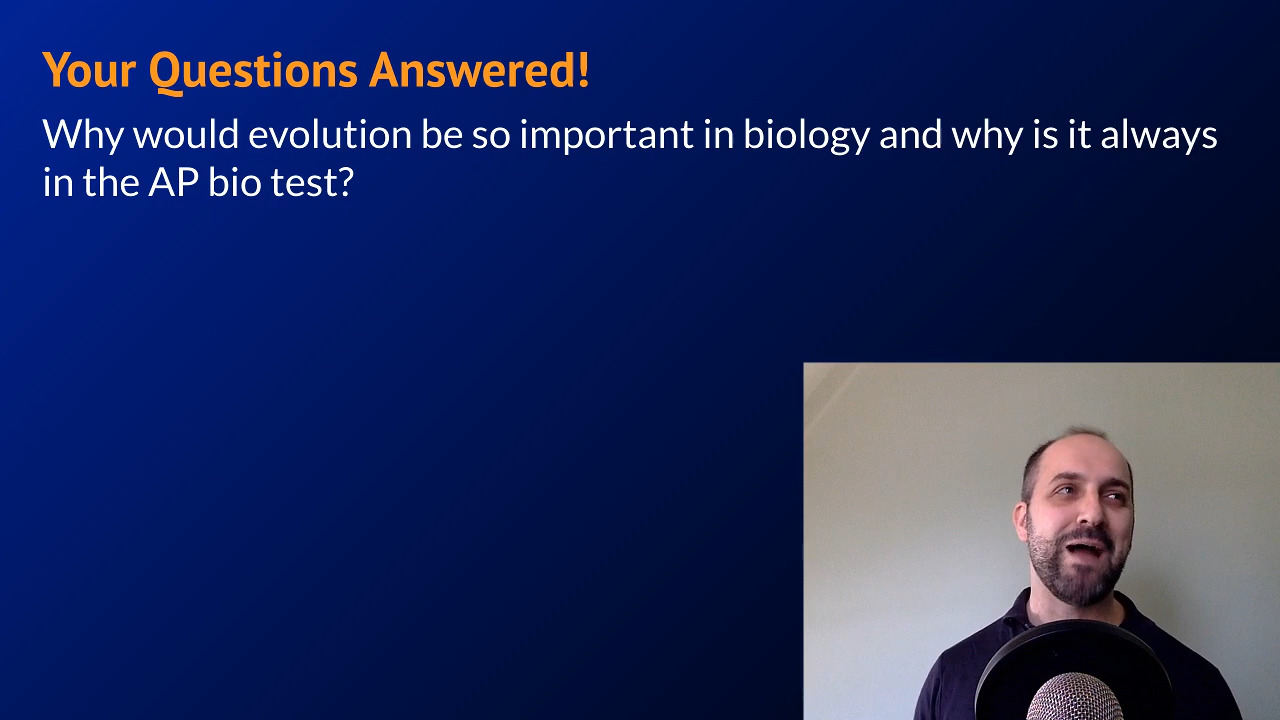 Your Questions Answered!
Why would evolution be so important in biology and why is it always
in the AP bio test?